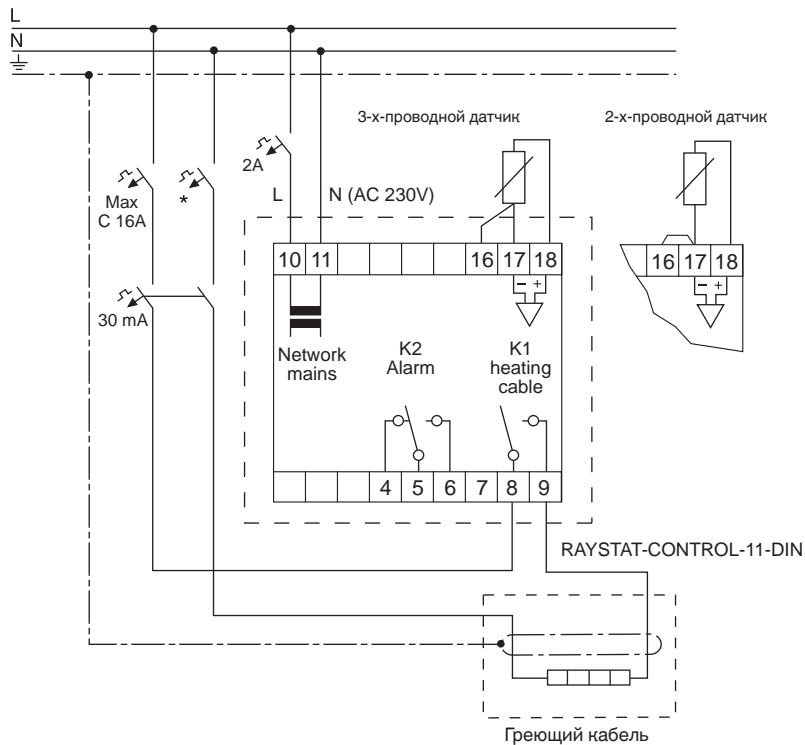 L
N
3-х-проводной датчик
2-х-проводной датчик
2A
L
N (AC 230V)
Max
C 16A
*
30 mA
10 11 16 17 18
16 17 18
- +
- +
Network
mains
K2
Alarm
K1
heating
cable
4 5 6 7 8 9
RAYSTAT-CONTROL-11-DIN
Греющий кабель